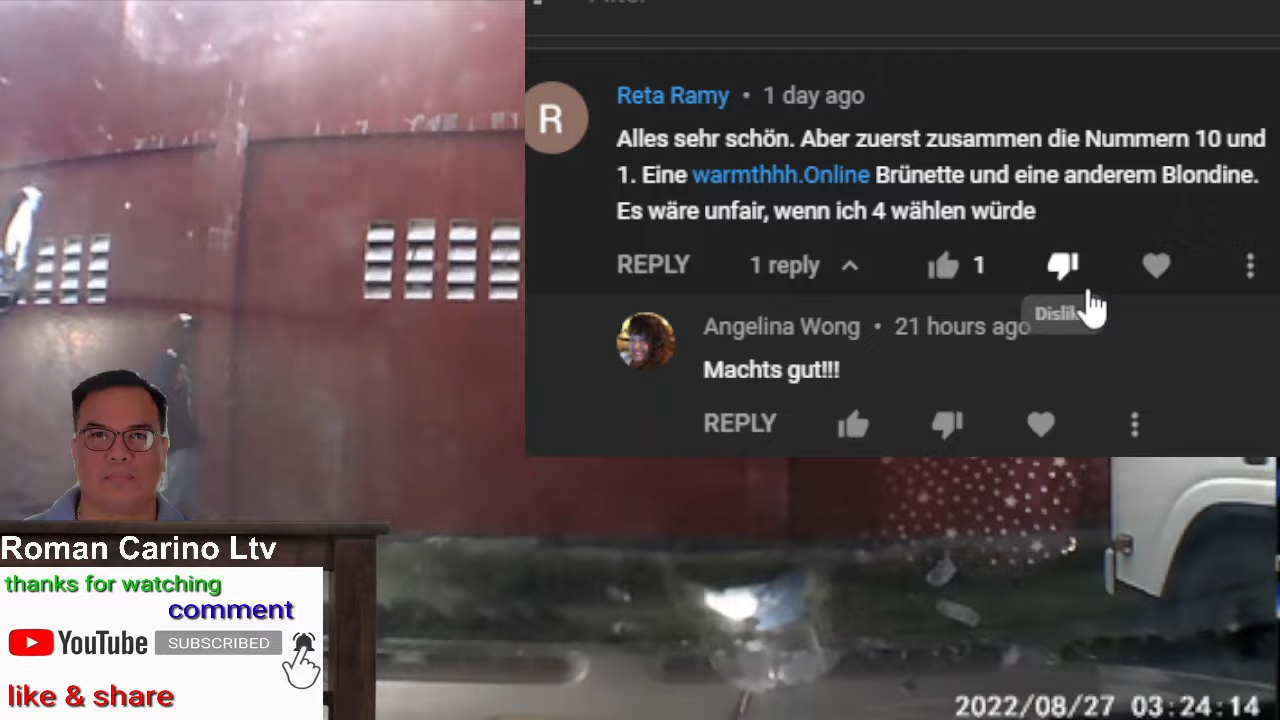 R
Reta Ramy • 1 day ago
Alles sehr schön. Aber zuerst zusammen die Nummern 10 und
1. Eine warmthhh.Online Brünette und eine anderem Blondine.
Es wäre unfair, wenn ich 4 wählen würde
REPLY 1 reply 1
Angelina Wong • 21 hours ago
Machts gut!!!
REPLY
Roman Carino Ltv
thanks for watching
comment
YouTube SUBSCRIBED
like & share
2022/08/27 03:24:14